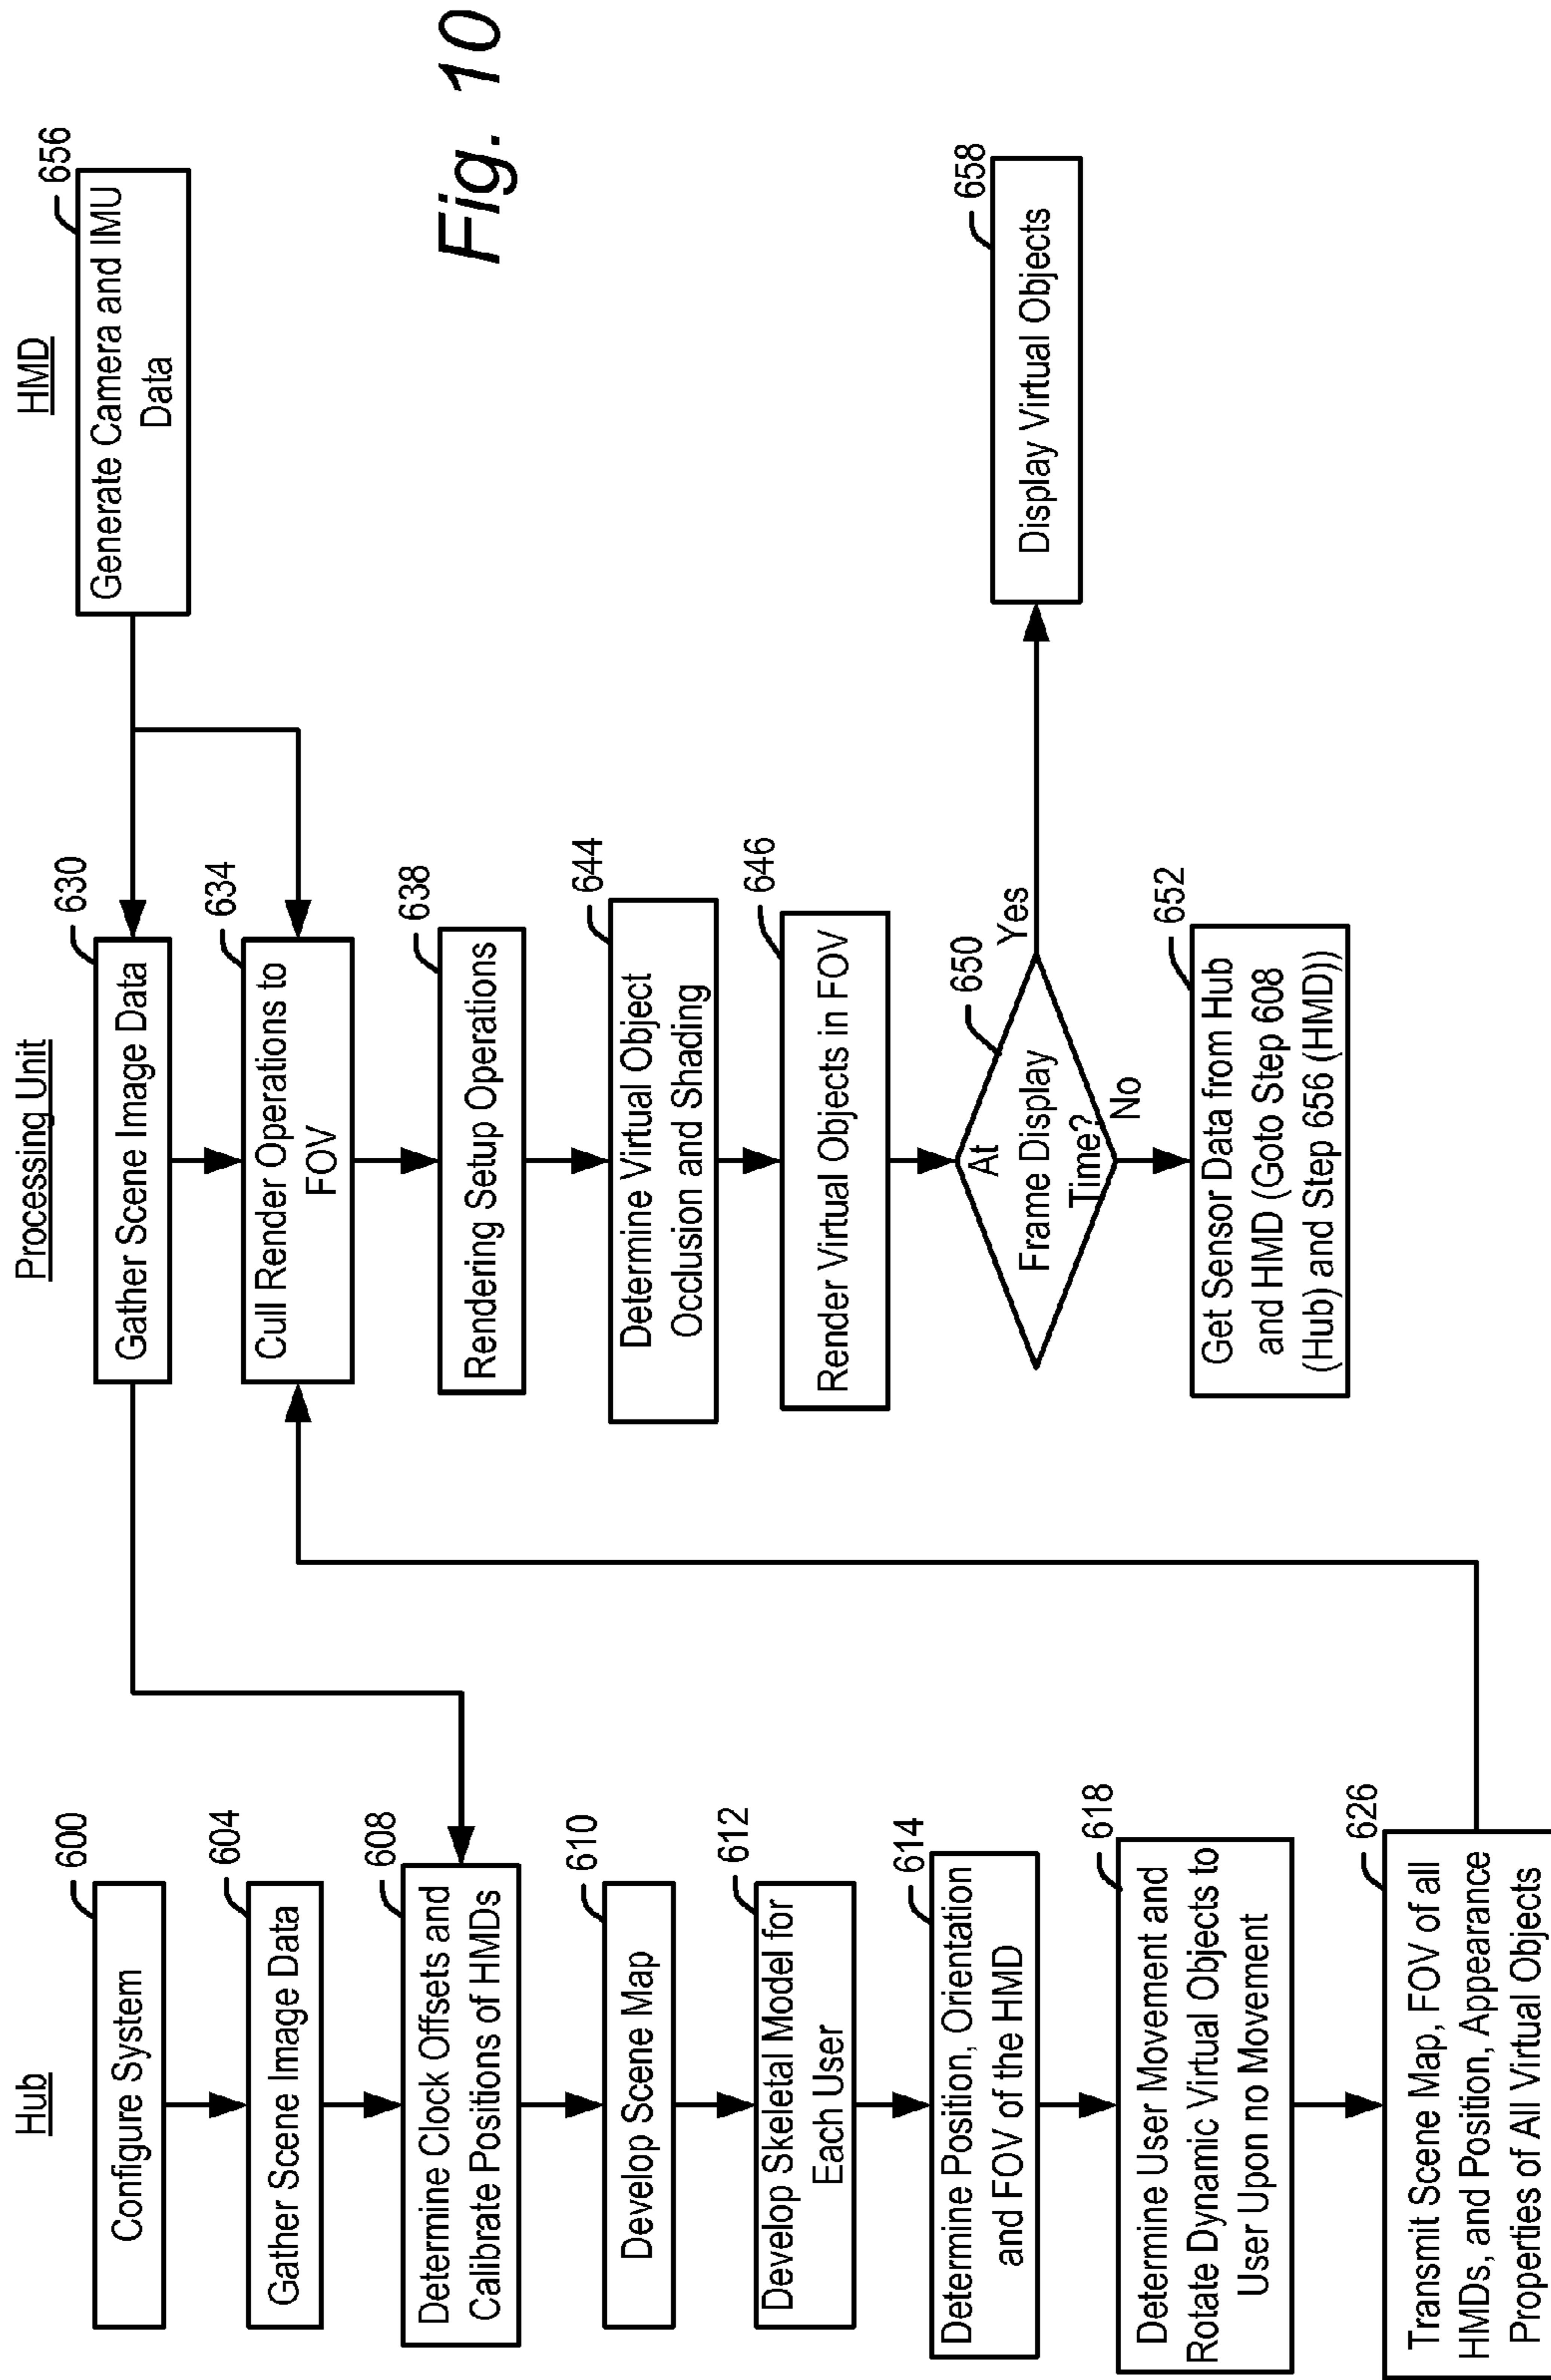 Hub
600
Configure System
604
Gather Scene Image Data
608
Determine Clock Offsets and
Calibrate Positions of HMDs
610
Develop Scene Map
612
Develop Skeletal Model for
Each User
614
Determine Position, Orientation
and FOV of the HMD
618
Determine User Movement and
Rotate Dynamic Virtual Objects to
User Upon no Movement
626
Transmit Scene Map, FOV of all
HMDs, and Position, Appearance
Properties of All Virtual Objects
Processing Unit
630
Gather Scene Image Data
634
Cull Render Operations to
FOV
638
Rendering Setup Operations
644
Determine Virtual Object
Occlusion and Shading
646
Render Virtual Objects in FOV
650
At
Frame Display
Time?
Yes
No
652
Get Sensor Data from Hub
and HMD (Goto Step 608
(Hub) and Step 656 (HMD))
HMD
656
Generate Camera and IMU
Data
658
Display Virtual Objects
Fig. 10